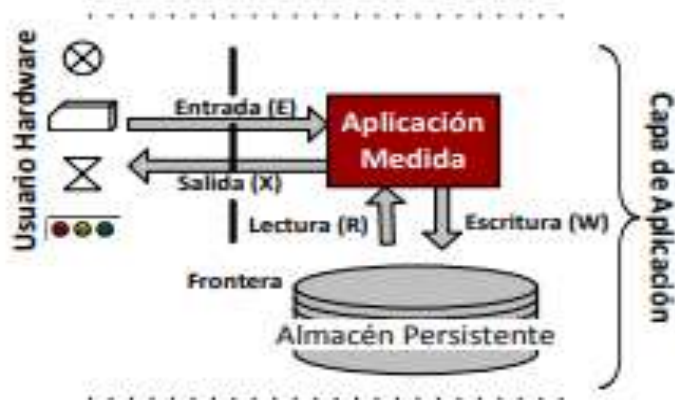 Usuario Hardware
Entrada (E)
Aplicación
Medida
Salida (X)
Lectura (R)
Escritura (W)
Frontera
Almacén Persistente
Capa de Aplicación